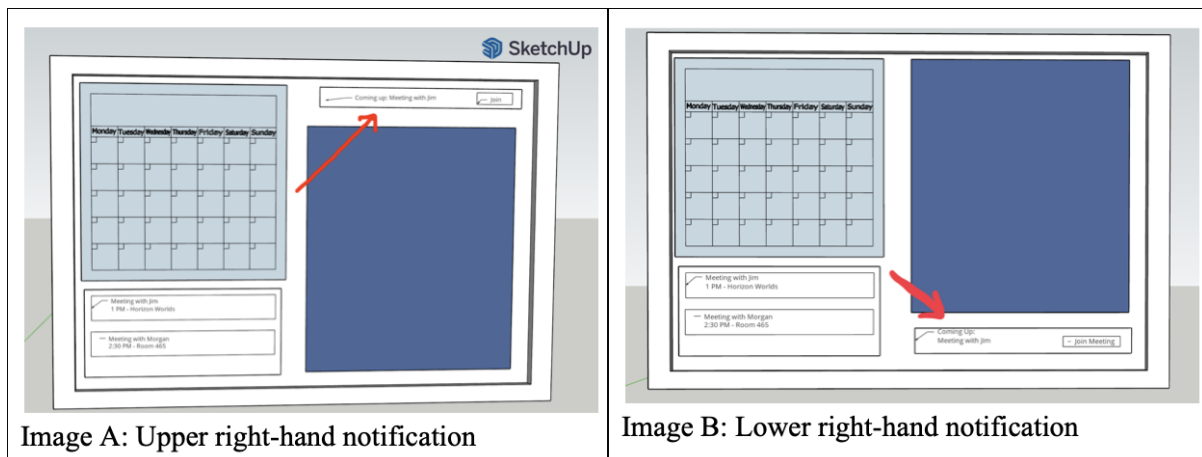 SketchUp
Coming up: Meeting with Jim
Join
Monday Tuesday Wednesday Thursday Friday Saturday Sunday
Meeting with Jim
1 PM - Horizon Worlds
Meeting with Morgan
2:30 PM - Room 465
Image A: Upper right-hand notification
Monday Tuesday Wednesday Thursday Friday Saturday Sunday
Meeting with Jim
1 PM - Horizon Worlds
Meeting with Morgan
2:30 PM - Room 465
Coming Up:
Meeting with Jim
Join Meeting
Image B: Lower right-hand notification